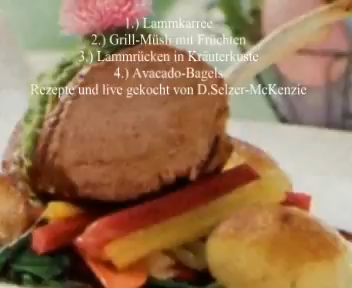 1.) Lammkarree
2.) Grill-Müsli mit Früchten
3.) Lammrücken in Kräuterkuste
4.) Avacado-Bagels
Rezepte und live gekocht von D.Selzer-McKenzie